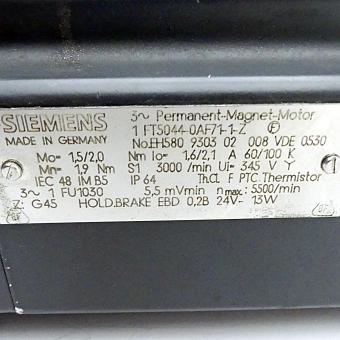 SIEMENS
3~ Permanent-Magnet-Motor
1 FT5044-0AF71-1-Z F
MADE IN GERMANY
No.EH580 9303 02 008 VDE 0530
Mo= 1,5/2,0 Nm Io= 1,6/2,1 A 60/100 K
Mn= 1,9 Nm S1 3000 /min Ui= 345 V Y
IEC 48 IM B5 IP 64 Th.Cl. F PTC.Thermistor
3~ 1 FU1030 5,5 mVmin nmax.: 5500/min
Z: G45 HOLD.BRAKE EBD 0,2B 24V- 13W